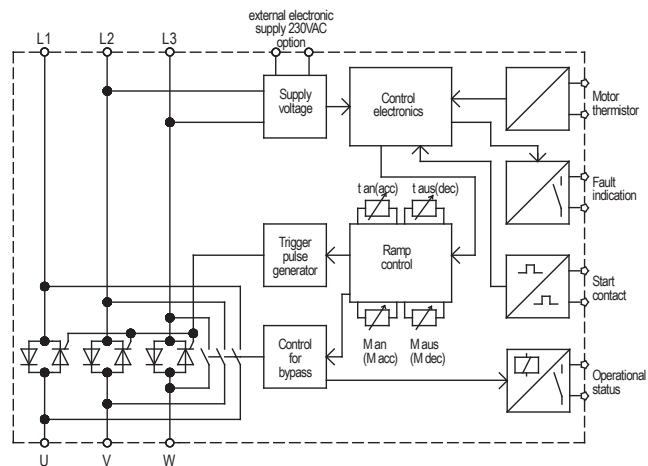 external electronic
supply 230VAC
option
L1
L2
L3
Supply
voltage
Control
electronics
Motor
thermistor
Fault
indication
t an(acc)
t aus(dec)
Trigger
pulse
generator
Ramp
control
Start
contact
M an
(M acc)
M aus
(M dec)
Control
for
bypass
Operational
status
U
V
W